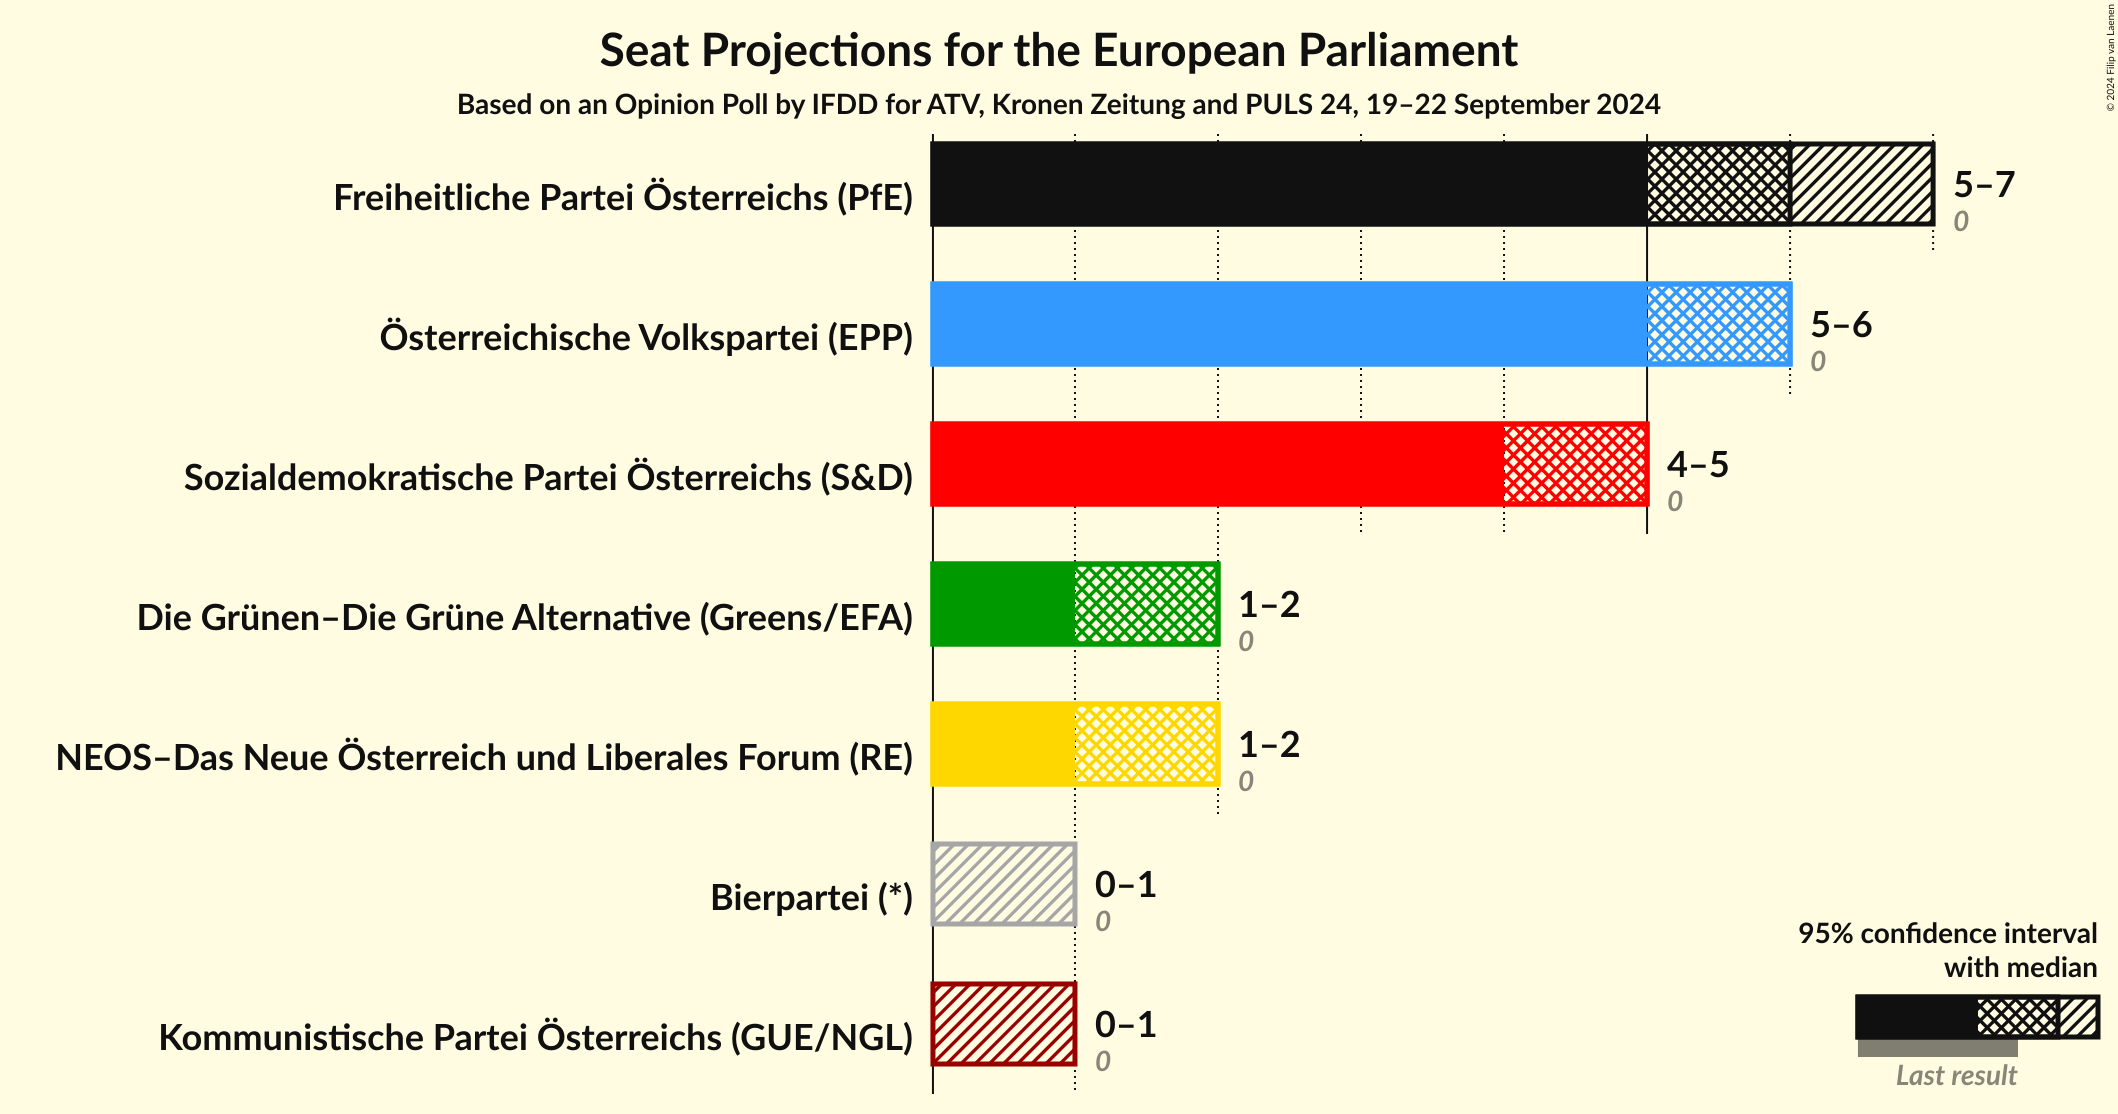 Seat Projections for the European Parliament
Based on an Opinion Poll by IFDD for ATV, Kronen Zeitung and PULS 24, 19–22 September 2024
© 2024 Filip van Laenen
Freiheitliche Partei Österreichs (PfE)
5–7
0
Österreichische Volkspartei (EPP)
5–6
0
Sozialdemokratische Partei Österreichs (S&D)
4–5
0
Die Grünen–Die Grüne Alternative (Greens/EFA)
1–2
0
NEOS–Das Neue Österreich und Liberales Forum (RE)
1–2
0
Bierpartei (*)
0–1
0
Kommunistische Partei Österreichs (GUE/NGL)
0–1
0
95% confidence interval
with median
Last result